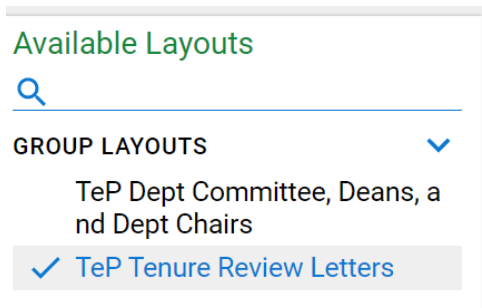 Available Layouts
GROUP LAYOUTS
TeP Dept Committee, Deans, a
nd Dept Chairs
TeP Tenure Review Letters